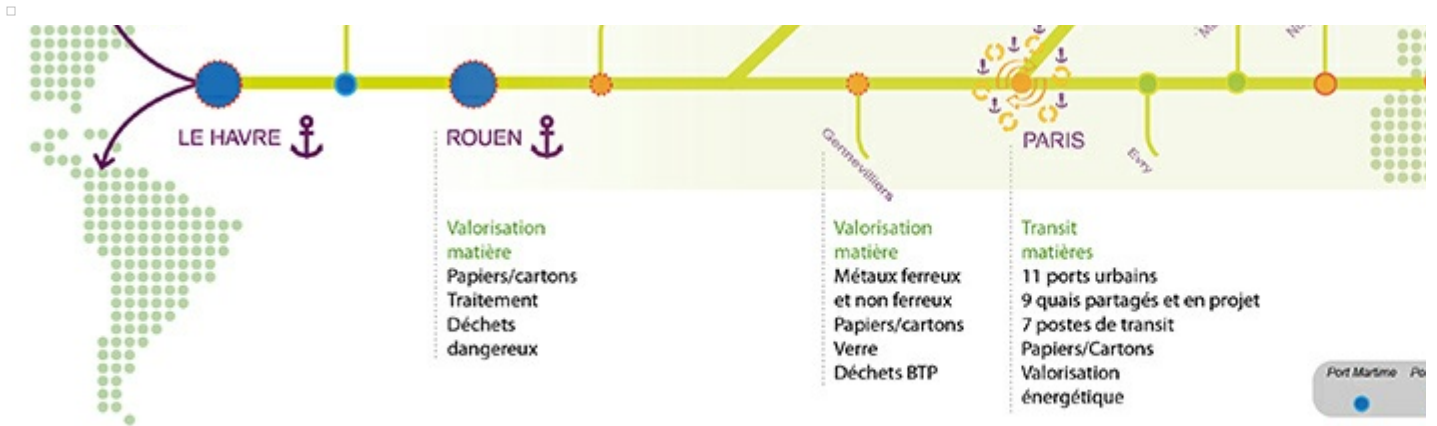 LE HAVRE
ROUEN
Gennevilliers
PARIS
Evry
Valorisation
matière
Papiers/cartons
Traitement
Déchets
dangereux
Valorisation
matière
Métaux ferreux
et non ferreux
Papiers/cartons
Verre
Déchets BTP
Transit
matières
11 ports urbains
9 quais partagés et en projet
7 postes de transit
Papiers/Cartons
Valorisation
énergétique
Port Martime